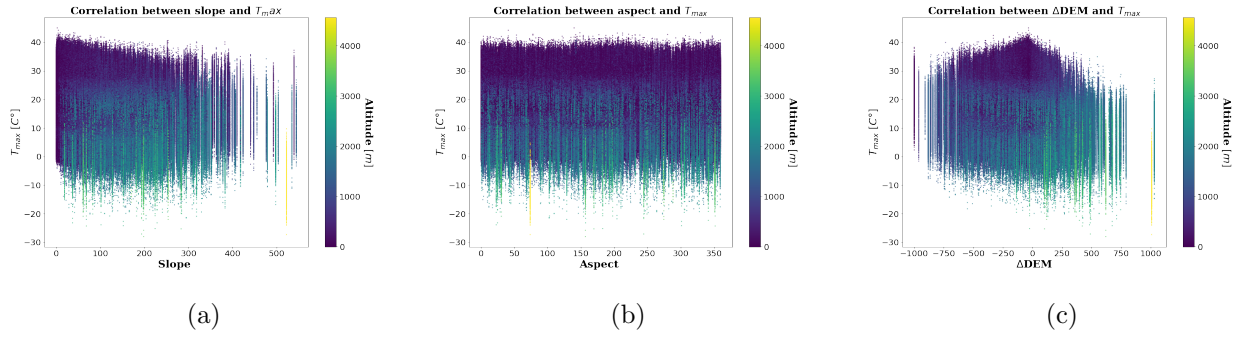 Correlation between slope and T_max
40
30
20
10
0
−10
−20
−30
T_max [C°]
0 100 200 300 400 500
Slope
4000
3000
2000
1000
0
Altitude [m]
(a)
Correlation between aspect and T_max
40
30
20
10
0
−10
−20
−30
T_max [C°]
0 50 100 150 200 250 300 350
Aspect
4000
3000
2000
1000
0
Altitude [m]
(b)
Correlation between ΔDEM and T_max
40
30
20
10
0
−10
−20
−30
T_max [C°]
−1000 −750 −500 −250 0 250 500 750 1000
ΔDEM
4000
3000
2000
1000
0
Altitude [m]
(c)